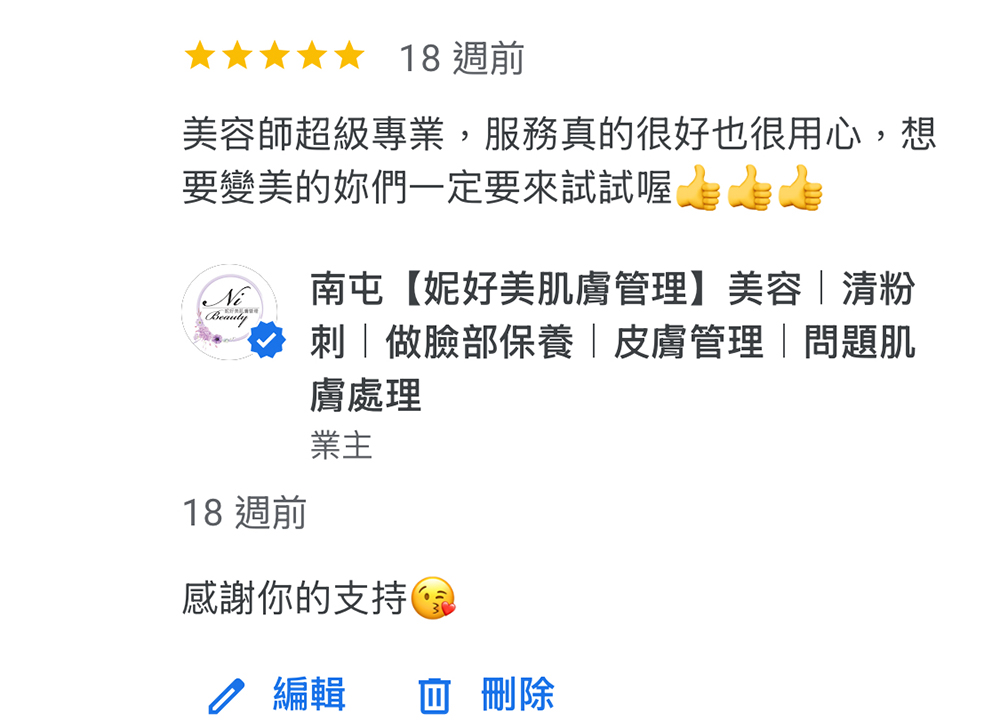 ★★★★★ 18 週前
美容師超級專業，服務真的很好也很用心，想
要變美的妳們一定要來試試喔👍👍👍
Ni
Beauty
南屯【妮好美肌膚管理】美容｜清粉
刺｜做臉部保養｜皮膚管理｜問題肌
膚處理
業主
18 週前
感謝你的支持😘
編輯 刪除